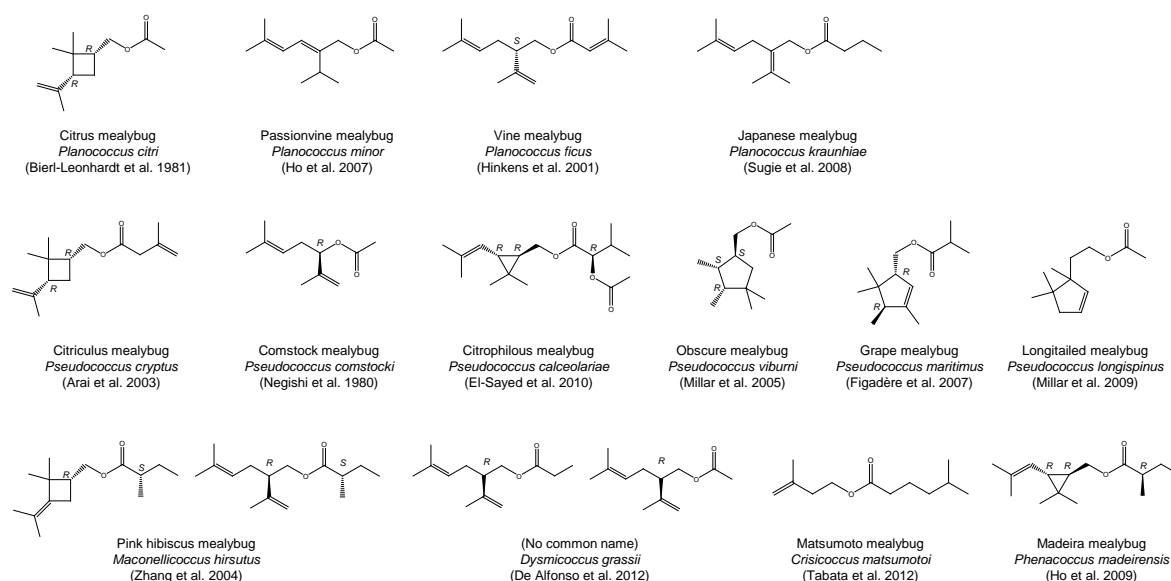 O
R O
R
Citrus mealybug
Planococcus citri
(Bierl-Leonhardt et al. 1981)
O
O
Passionvine mealybug
Planococcus minor
(Ho et al. 2007)
O
S O
Vine mealybug
Planococcus ficus
(Hinkens et al. 2001)
O
O
Japanese mealybug
Planococcus kraunhiae
(Sugie et al. 2008)
O
R O
R
Citriculus mealybug
Pseudococcus cryptus
(Arai et al. 2003)
R O
O
Comstock mealybug
Pseudococcus comstocki
(Negishi et al. 1980)
O
R R O R
O
O
Citrophilous mealybug
Pseudococcus calceolariae
(El-Sayed et al. 2010)
O
O
S S
R
Obscure mealybug
Pseudococcus viburni
(Millar et al. 2005)
O
O
R
R
Grape mealybug
Pseudococcus maritimus
(Figadère et al. 2007)
O
O
Longitailed mealybug
Pseudococcus longispinus
(Millar et al. 2009)
O
R O S
O
R O S
Pink hibiscus mealybug
Maconellicoccus hirsutus
(Zhang et al. 2004)
O
R O
O
R O
(No common name)
Dysmicoccus grassii
(De Alfonso et al. 2012)
O
O
Matsumoto mealybug
Crisicoccus matsumotoi
(Tabata et al. 2012)
O
R R O R
Madeira mealybug
Phenacoccus madeirensis
(Ho et al. 2009)